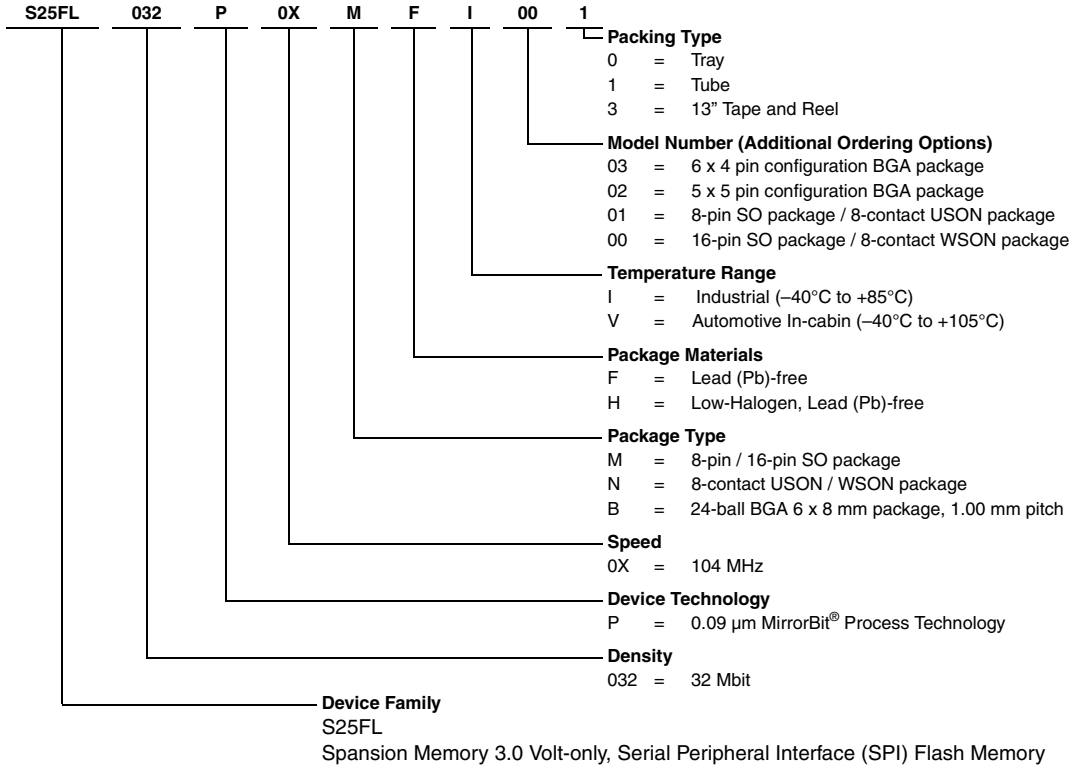 S25FL 032 P 0X M F I 00 1
Packing Type
0 = Tray
1 = Tube
3 = 13” Tape and Reel
Model Number (Additional Ordering Options)
03 = 6 x 4 pin configuration BGA package
02 = 5 x 5 pin configuration BGA package
01 = 8-pin SO package / 8-contact USON package
00 = 16-pin SO package / 8-contact WSON package
Temperature Range
I = Industrial (–40°C to +85°C)
V = Automotive In-cabin (–40°C to +105°C)
Package Materials
F = Lead (Pb)-free
H = Low-Halogen, Lead (Pb)-free
Package Type
M = 8-pin / 16-pin SO package
N = 8-contact USON / WSON package
B = 24-ball BGA 6 x 8 mm package, 1.00 mm pitch
Speed
0X = 104 MHz
Device Technology
P = 0.09 µm MirrorBit® Process Technology
Density
032 = 32 Mbit
Device Family
S25FL
Spansion Memory 3.0 Volt-only, Serial Peripheral Interface (SPI) Flash Memory